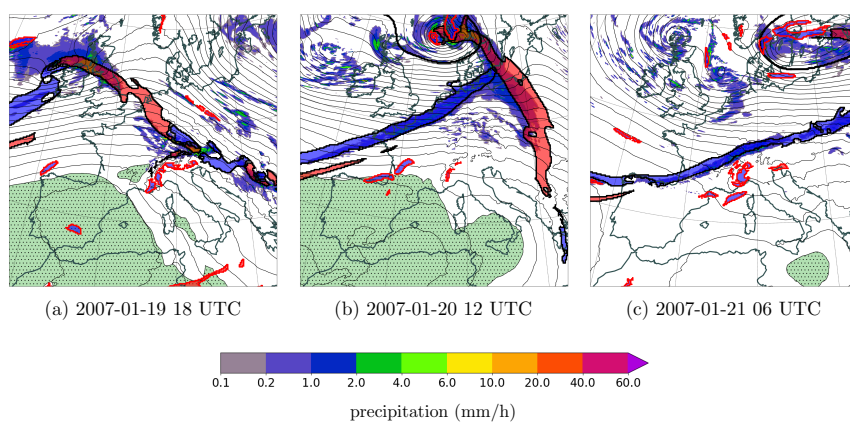 (a) 2007-01-19 18 UTC
(b) 2007-01-20 12 UTC
(c) 2007-01-21 06 UTC
0.1 0.2 1.0 2.0 4.0 6.0 10.0 20.0 40.0 60.0
precipitation (mm/h)